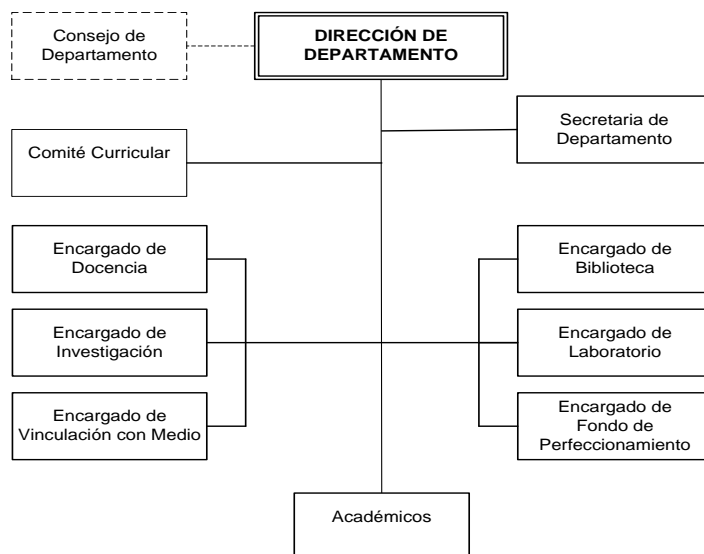 Consejo de
Departamento
DIRECCIÓN DE
DEPARTAMENTO
Secretaria de
Departamento
Comité Curricular
Encargado de
Docencia
Encargado de
Biblioteca
Encargado de
Investigación
Encargado de
Laboratorio
Encargado de
Vinculación con Medio
Encargado de
Fondo de
Perfeccionamiento
Académicos